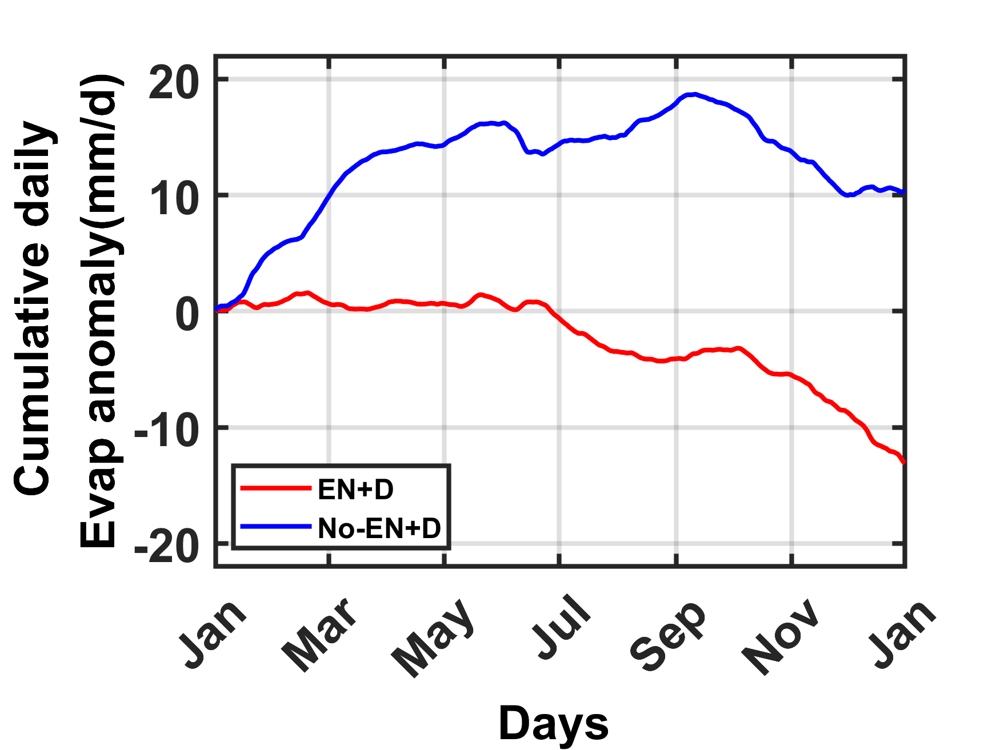 Cumulative daily
Evap anomaly(mm/d)
20
10
0
-10
-20
EN+D
No-EN+D
Jan
Mar
May
Jul
Sep
Nov
Jan
Days